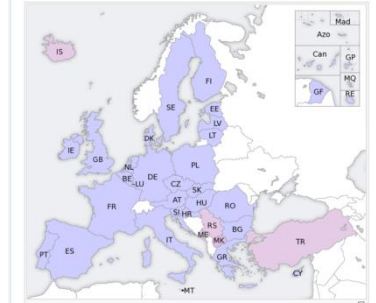 Mad
Azo
IS
Can
GP
MQ
FI
GF
RE
SE
EE
LV
DK
LT
IE
GB
NL
PL
BE
DE
LU
CZ
SK
FR
AT
HU
RO
SI
HR
RS
PT
ES
IT
ME
BG
MK
TR
GR
CY
MT